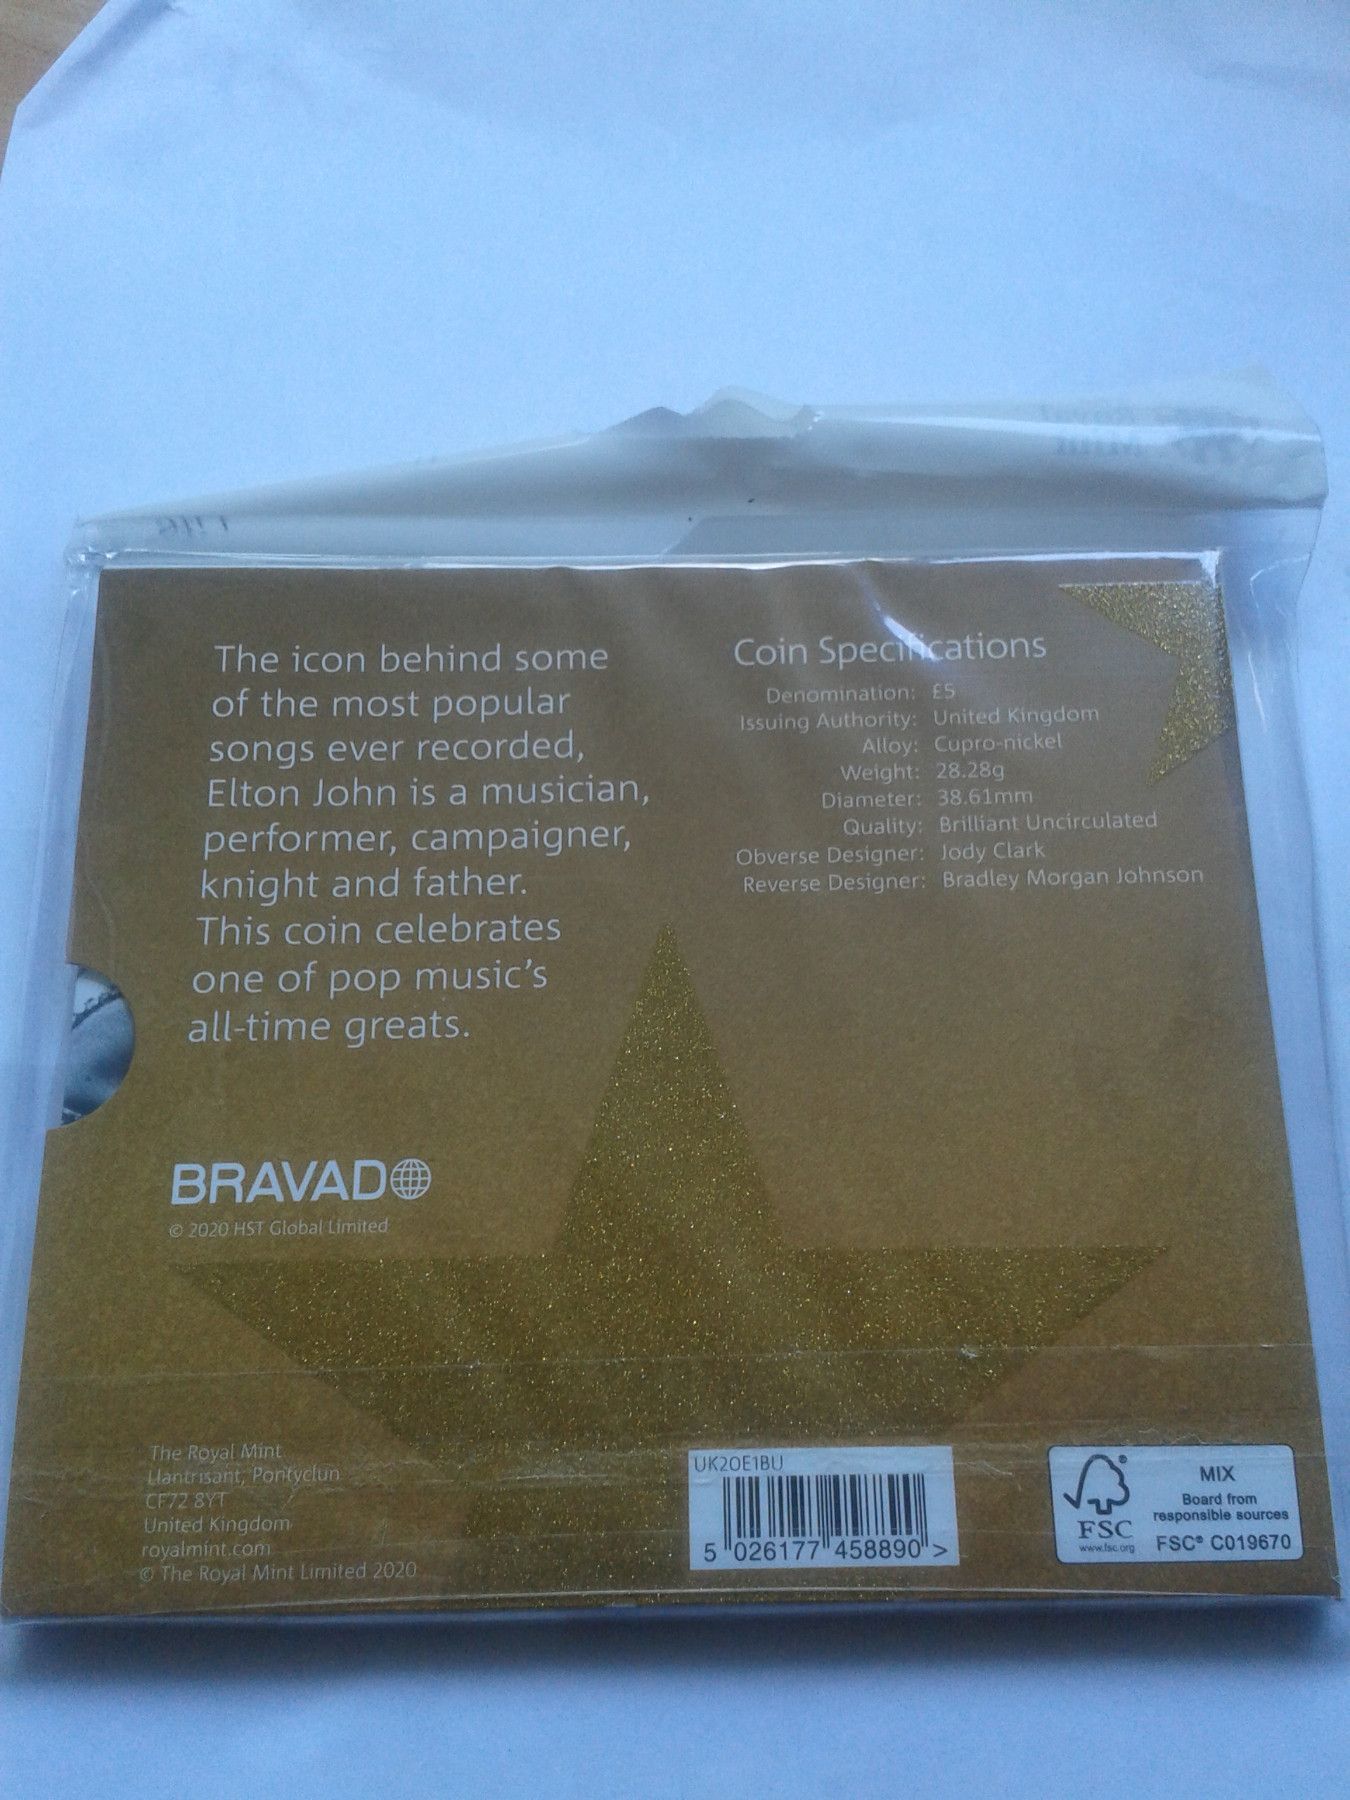 The icon behind some
of the most popular
songs ever recorded,
Elton John is a musician,
performer, campaigner,
knight and father.
This coin celebrates
one of pop music's
all-time greats.
Coin Specifications
Denomination: £5
Issuing Authority: United Kingdom
Alloy: Cupro-nickel
Weight: 28.28g
Diameter: 38.61mm
Quality: Brilliant Uncirculated
Obverse Designer: Jody Clark
Reverse Designer: Bradley Morgan Johnson
BRAVADO
© 2020 HST Global Limited
The Royal Mint
Llantrisant, Pontyclun
CF72 8YT
United Kingdom
royalmint.com
© The Royal Mint Limited 2020
UK20E1BU
5 026177 458890 >
FSC
www.fsc.org
MIX
Board from
responsible sources
FSC® C019670